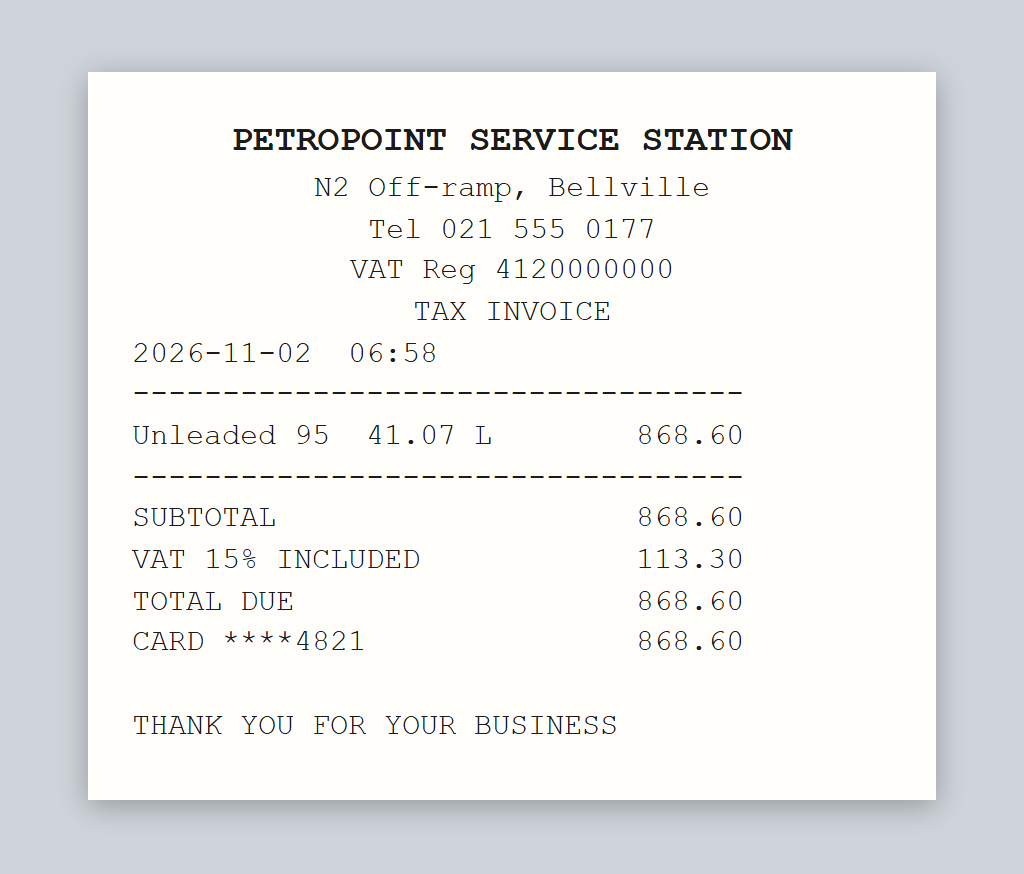 PETROPOINT SERVICE STATION
N2 Off-ramp, Bellville
Tel 021 555 0177
VAT Reg 4120000000
TAX INVOICE
2026-11-02  06:58
----------------------------------
Unleaded 95  41.07 L        868.60
----------------------------------
SUBTOTAL                    868.60
VAT 15% INCLUDED            113.30
TOTAL DUE                   868.60
CARD ****4821               868.60
THANK YOU FOR YOUR BUSINESS